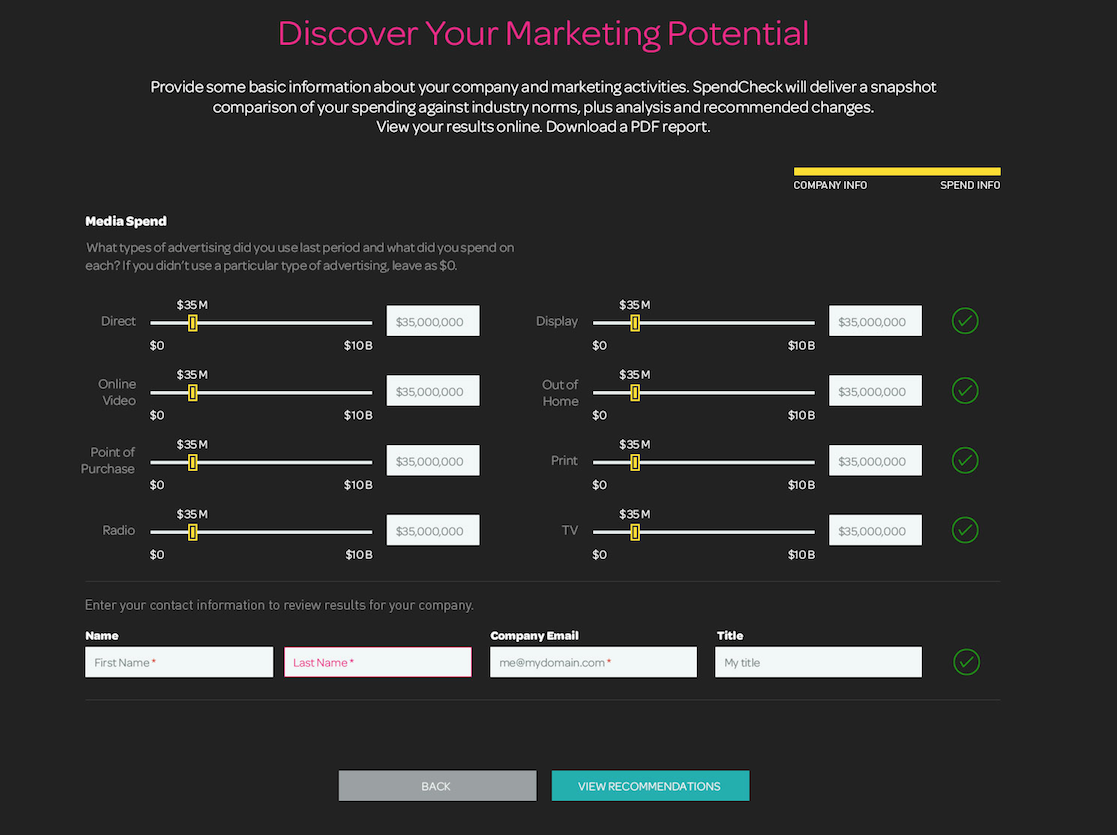 Discover Your Marketing Potential
Provide some basic information about your company and marketing activities. SpendCheck will deliver a snapshot
comparison of your spending against industry norms, plus analysis and recommended changes.
View your results online. Download a PDF report.
COMPANY INFO SPEND INFO
Media Spend
What types of advertising did you use last period and what did you spend on
each? If you didn't use a particular type of advertising, leave as $0.
$35 M
Direct $35,000,000
$0 $10 B
$35 M
Display $35,000,000
$0 $10 B
$35 M
Online
Video
$35,000,000
$0 $10 B
$35 M
Out of
Home
$35,000,000
$0 $10 B
$35 M
Point of
Purchase
$35,000,000
$0 $10 B
$35 M
Print $35,000,000
$0 $10 B
$35 M
Radio $35,000,000
$0 $10 B
$35 M
TV $35,000,000
$0 $10 B
Enter your contact information to review results for your company.
Name Company Email Title
First Name * Last Name * me@mydomain.com * My title
BACK VIEW RECOMMENDATIONS